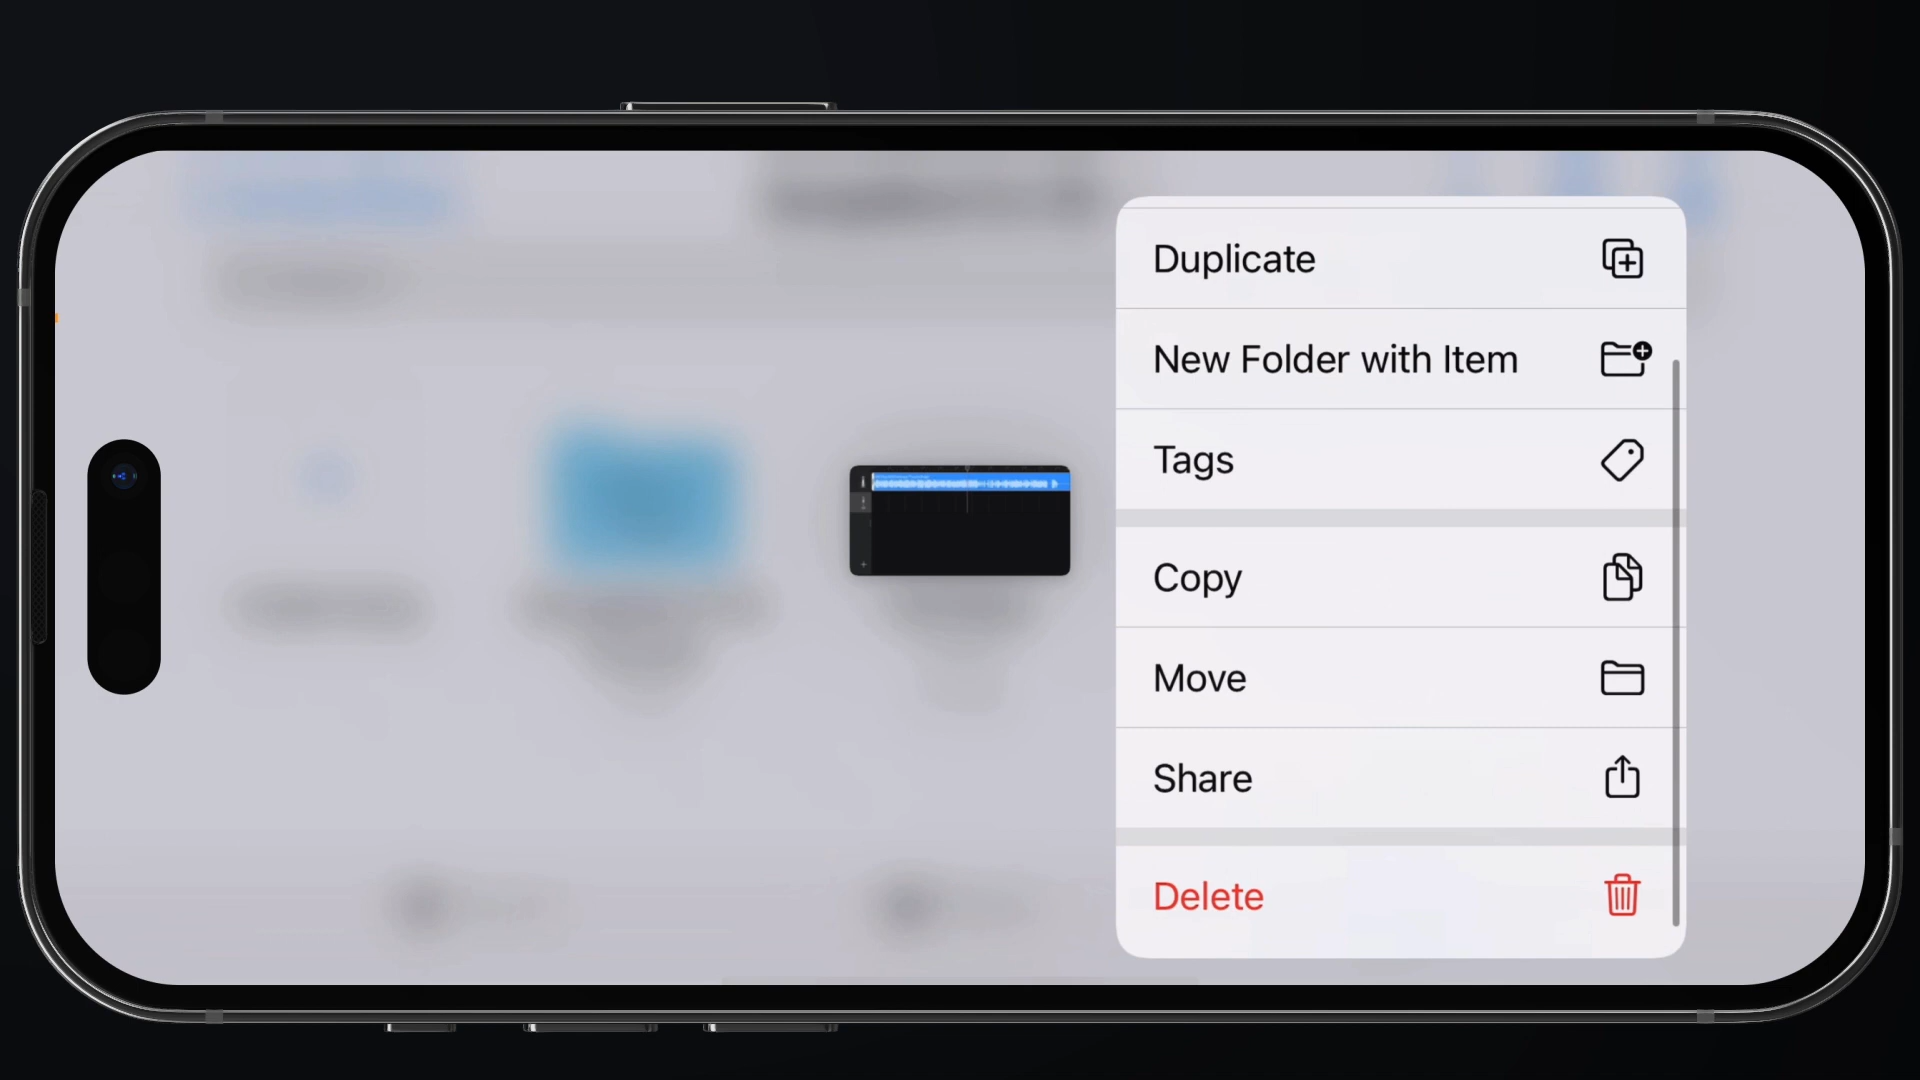 Duplicate
New Folder with Item
Tags
Copy
Move
Share
Delete